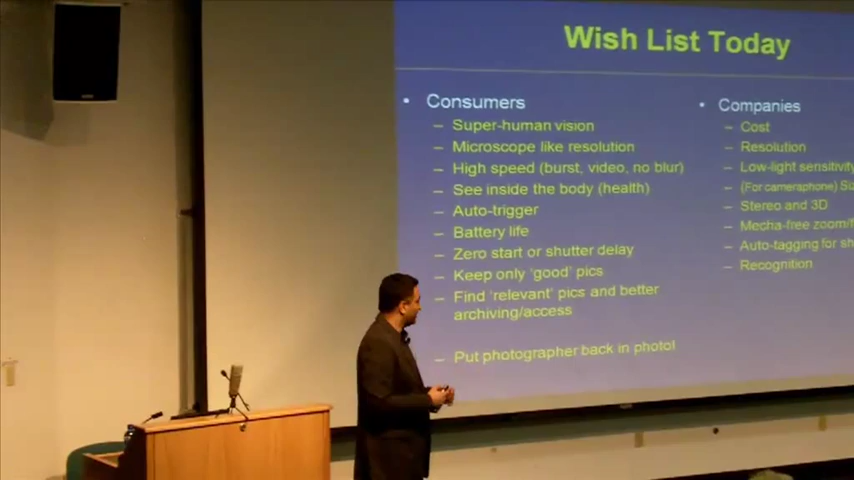 Wish List Today
• Consumers
– Super-human vision
– Microscope like resolution
– High speed (burst, video, no blur)
– See inside the body (health)
– Auto-trigger
– Battery life
– Zero start or shutter delay
– Keep only 'good' pics
– Find 'relevant' pics and better
archiving/access
– Put photographer back in photo!
• Companies
– Cost
– Resolution
– Low-light sensitivity
– (For cameraphone)
– Stereo and 3D
– Mecha-free
– Auto-tagging for
– Recognition